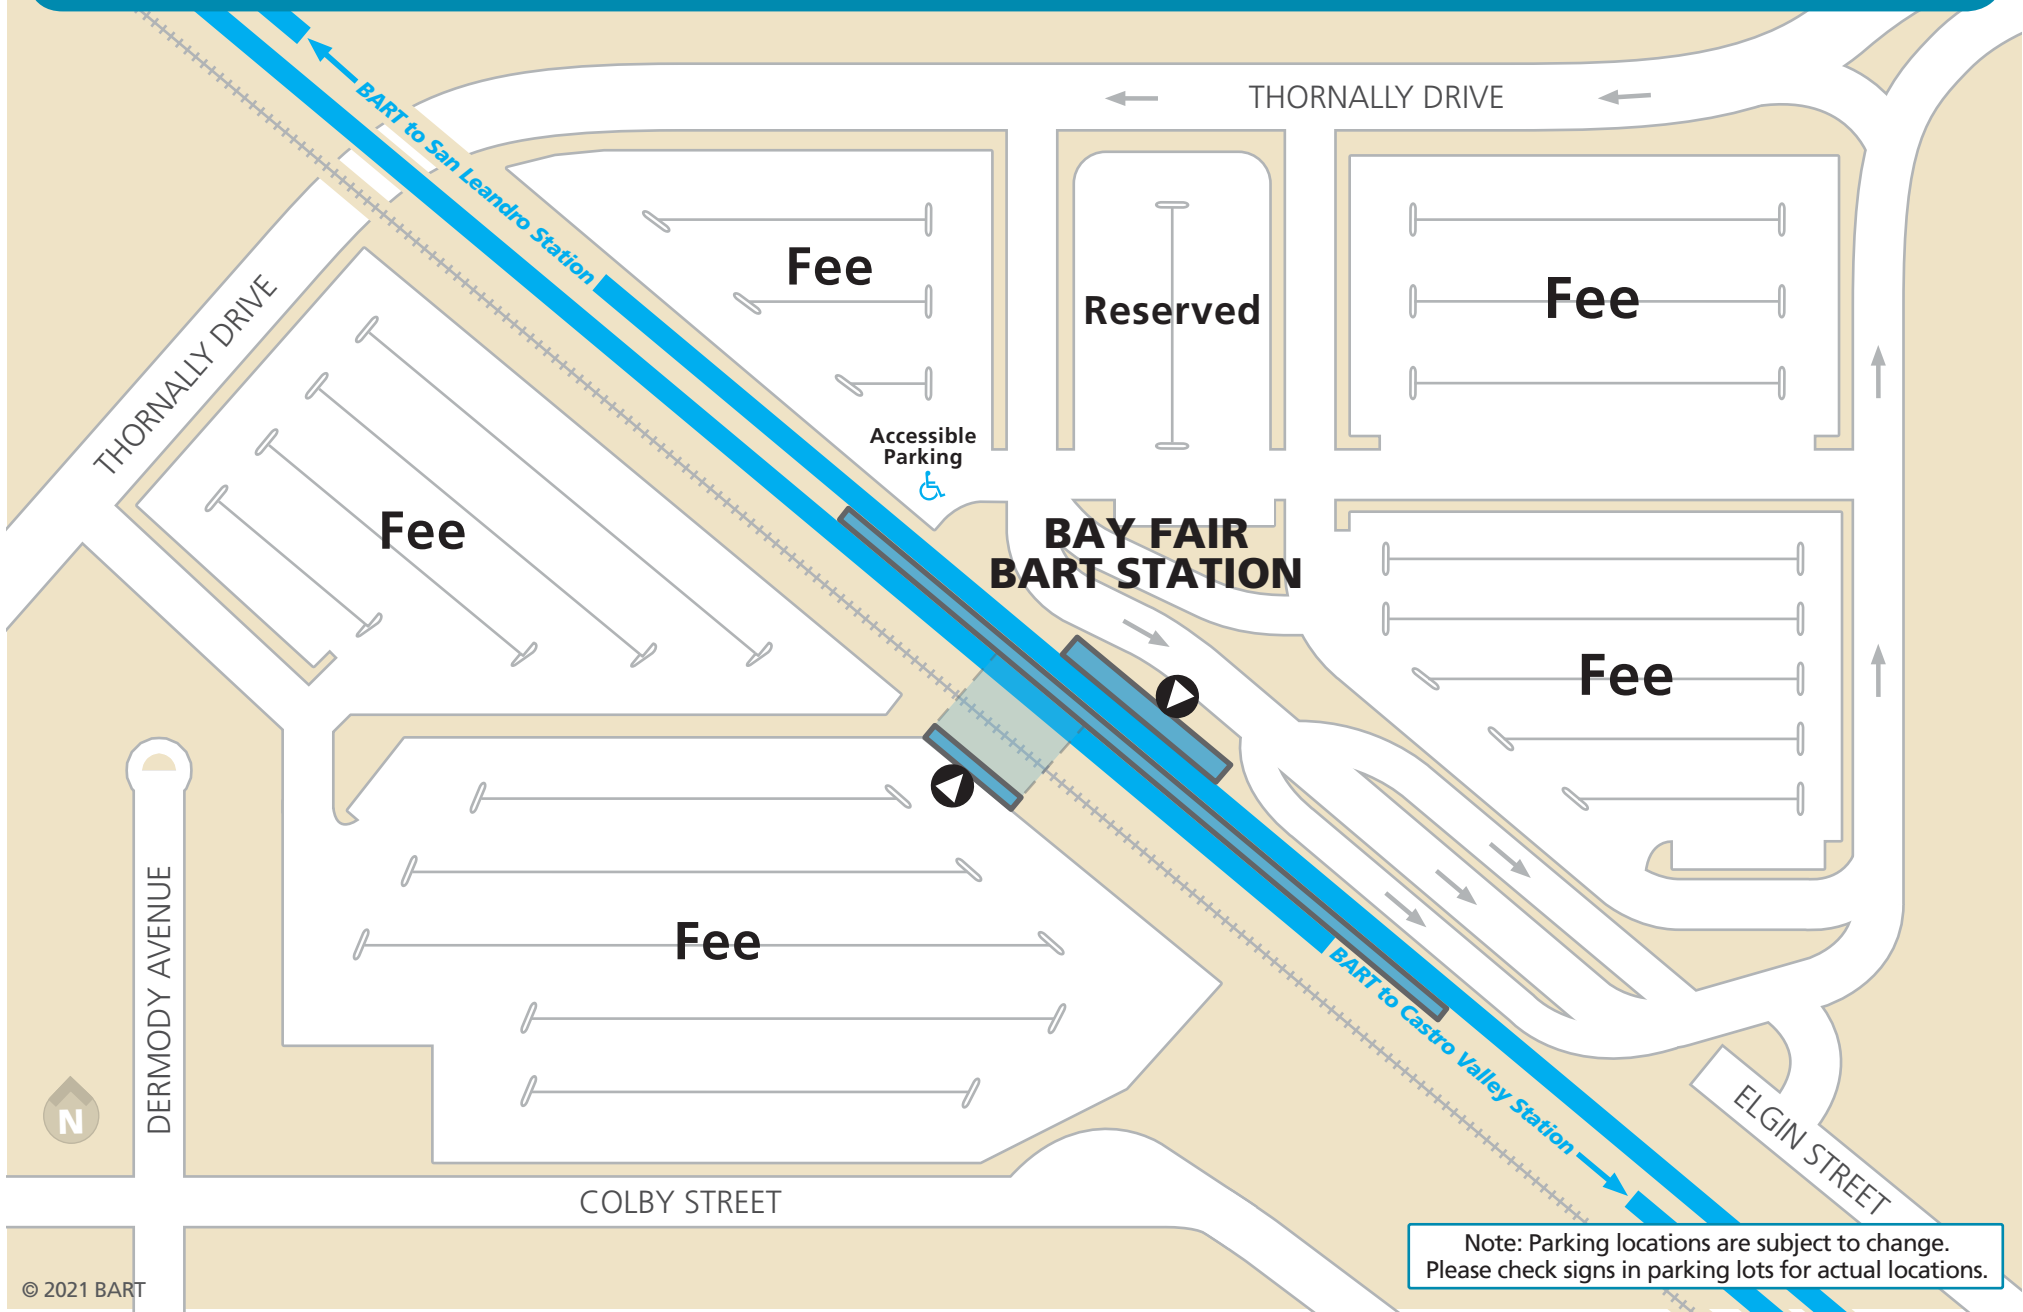 BART to San Leandro Station
THORNALLY DRIVE
THORNALLY DRIVE
Fee
Reserved
Fee
Accessible
Parking
Fee
BAY FAIR
BART STATION
Fee
Fee
DERMODY AVENUE
BART to Castro Valley Station
ELGIN STREET
N
COLBY STREET
Note: Parking locations are subject to change.
Please check signs in parking lots for actual locations.
© 2021 BART